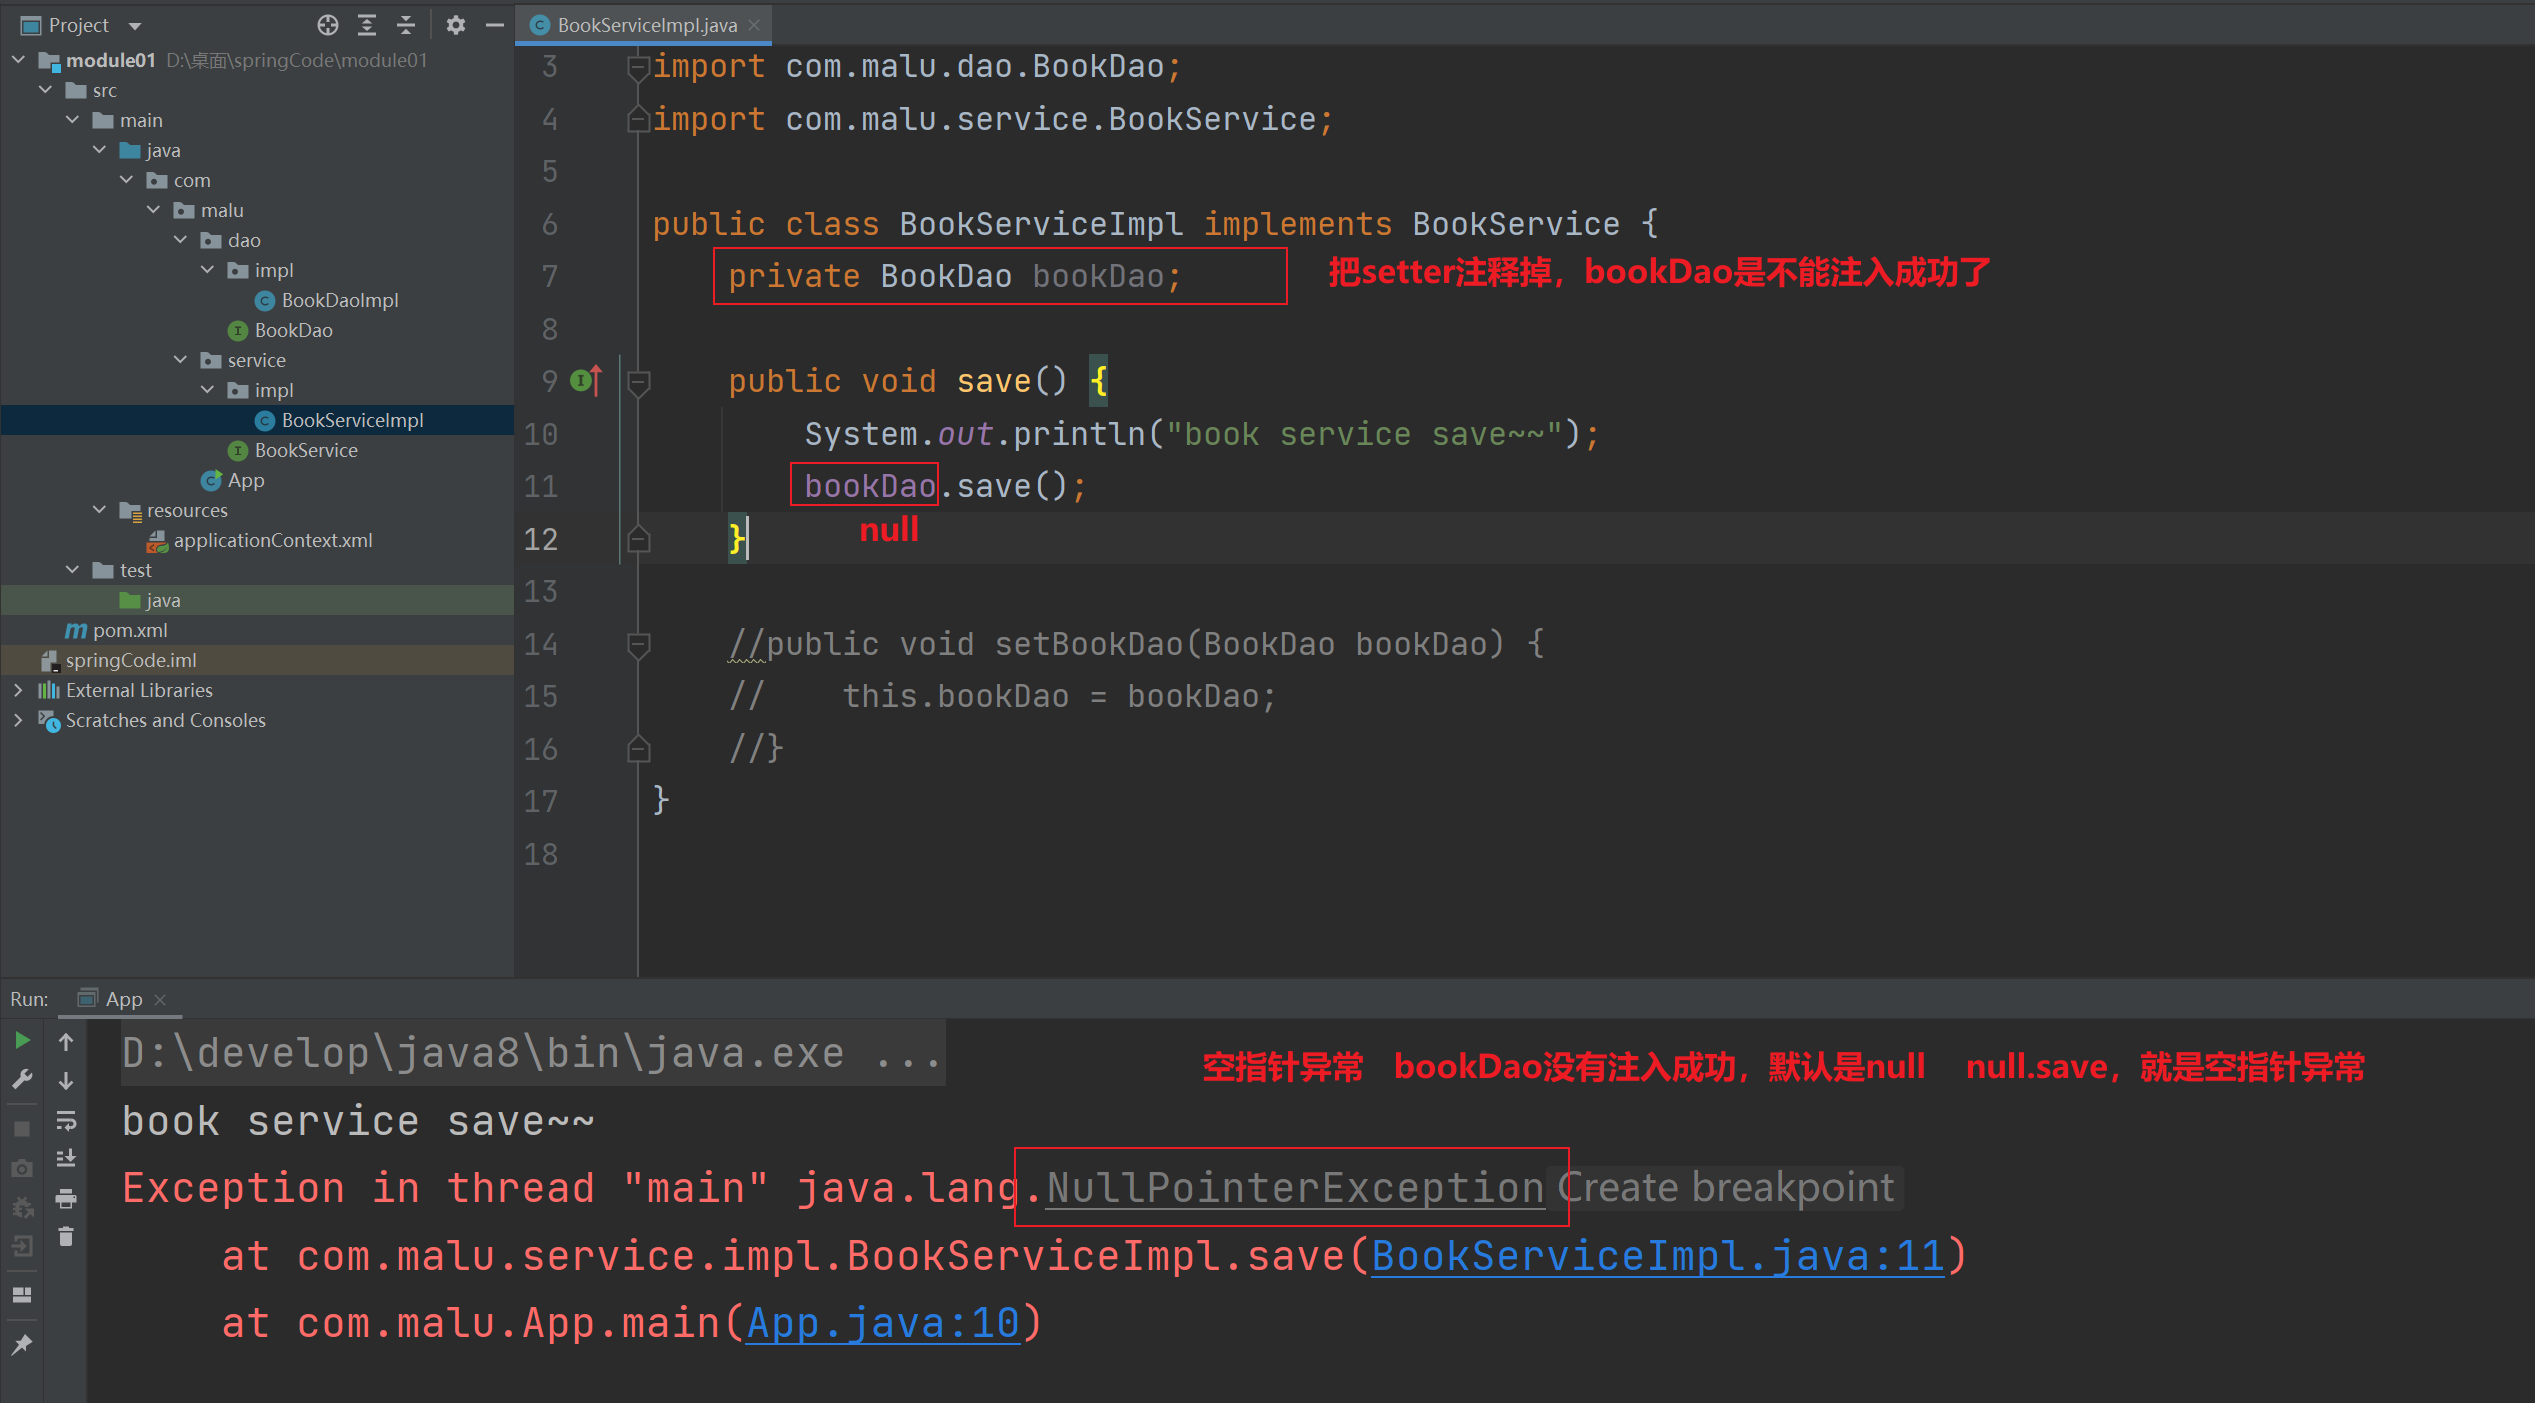 Project
BookServiceImpl.java
module01 D:\桌面\springCode\module01
src
main
java
com
malu
dao
impl
BookDaoImpl
BookDao
service
impl
BookServiceImpl
BookService
App
resources
applicationContext.xml
test
java
pom.xml
springCode.iml
External Libraries
Scratches and Consoles
3 import com.malu.dao.BookDao;
4 import com.malu.service.BookService;
5
6 public class BookServiceImpl implements BookService {
7 private BookDao bookDao; 把setter注释掉，bookDao是不能注入成功了
8
9 public void save() {
10 System.out.println("book service save~~");
11 bookDao.save();
12 } null
13
14 //public void setBookDao(BookDao bookDao) {
15 // this.bookDao = bookDao;
16 //}
17 }
18
Run: App
D:\develop\java8\bin\java.exe ...
空指针异常 bookDao没有注入成功，默认是null null.save，就是空指针异常
book service save~~
Exception in thread "main" java.lang.NullPointerException Create breakpoint
at com.malu.service.impl.BookServiceImpl.save(BookServiceImpl.java:11)
at com.malu.App.main(App.java:10)